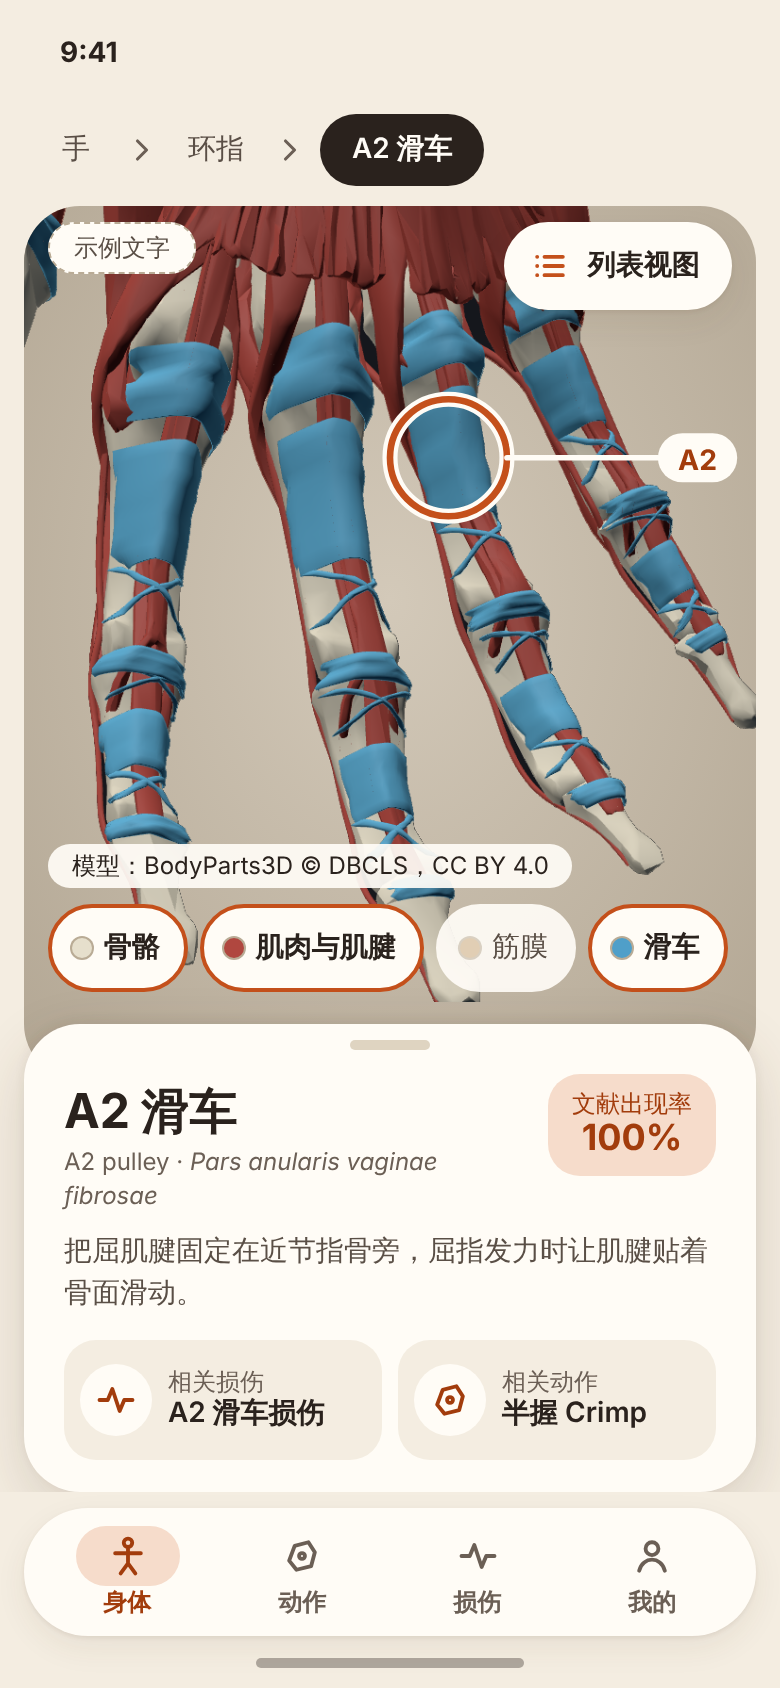 9:41
手
环指
A2 滑车
示例文字
列表视图
A2
模型：BodyParts3D © DBCLS，CC BY 4.0
骨骼
肌肉与肌腱
筋膜
滑车
A2 滑车
文献出现率
100%
A2 pulley · Pars anularis vaginae
fibrosae
把屈肌腱固定在近节指骨旁，屈指发力时让肌腱贴着
骨面滑动。
相关损伤
A2 滑车损伤
相关动作
半握 Crimp
身体
动作
损伤
我的